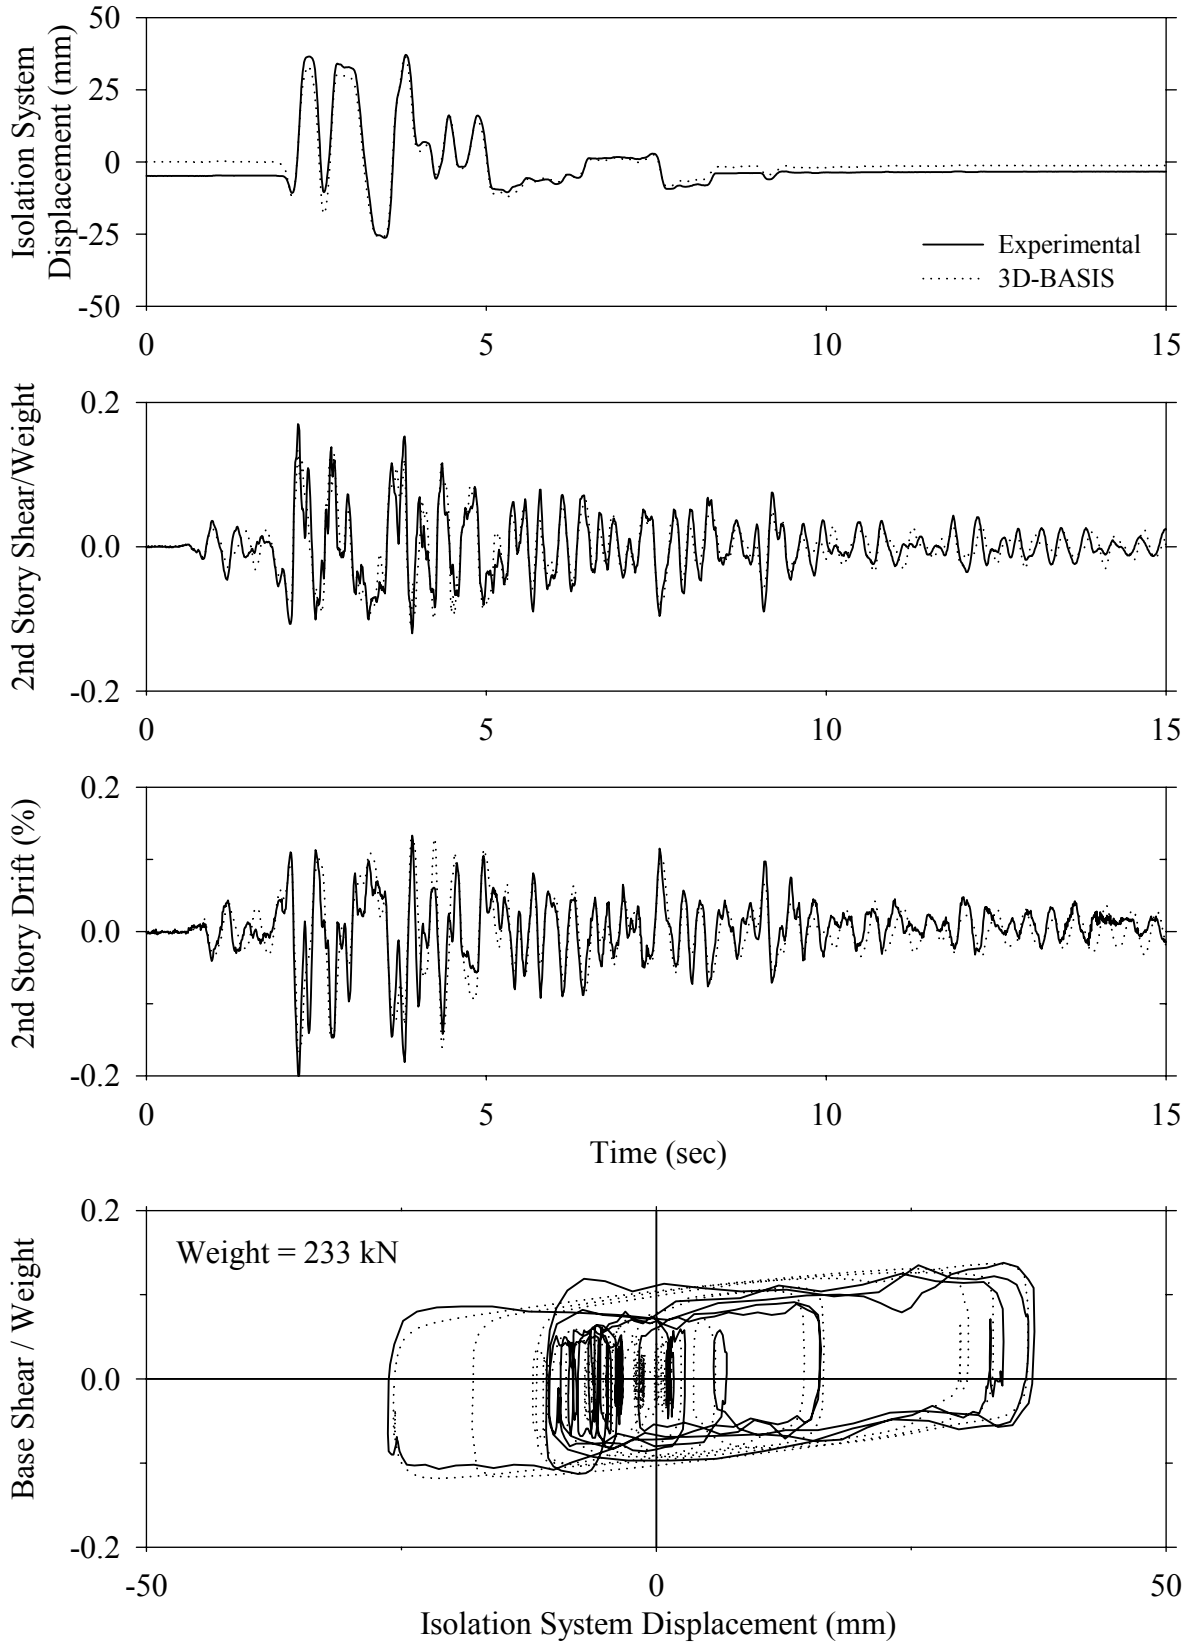 Isolation System
Displacement (mm)
50
25
0
-25
-50
Experimental
3D-BASIS
0 5 10 15
2nd Story Shear/Weight
0.2
0.0
-0.2
0 5 10 15
2nd Story Drift (%)
0.2
0.0
-0.2
0 5 10 15
Time (sec)
Base Shear / Weight
0.2
0.0
-0.2
Weight = 233 kN
-50 0 50
Isolation System Displacement (mm)